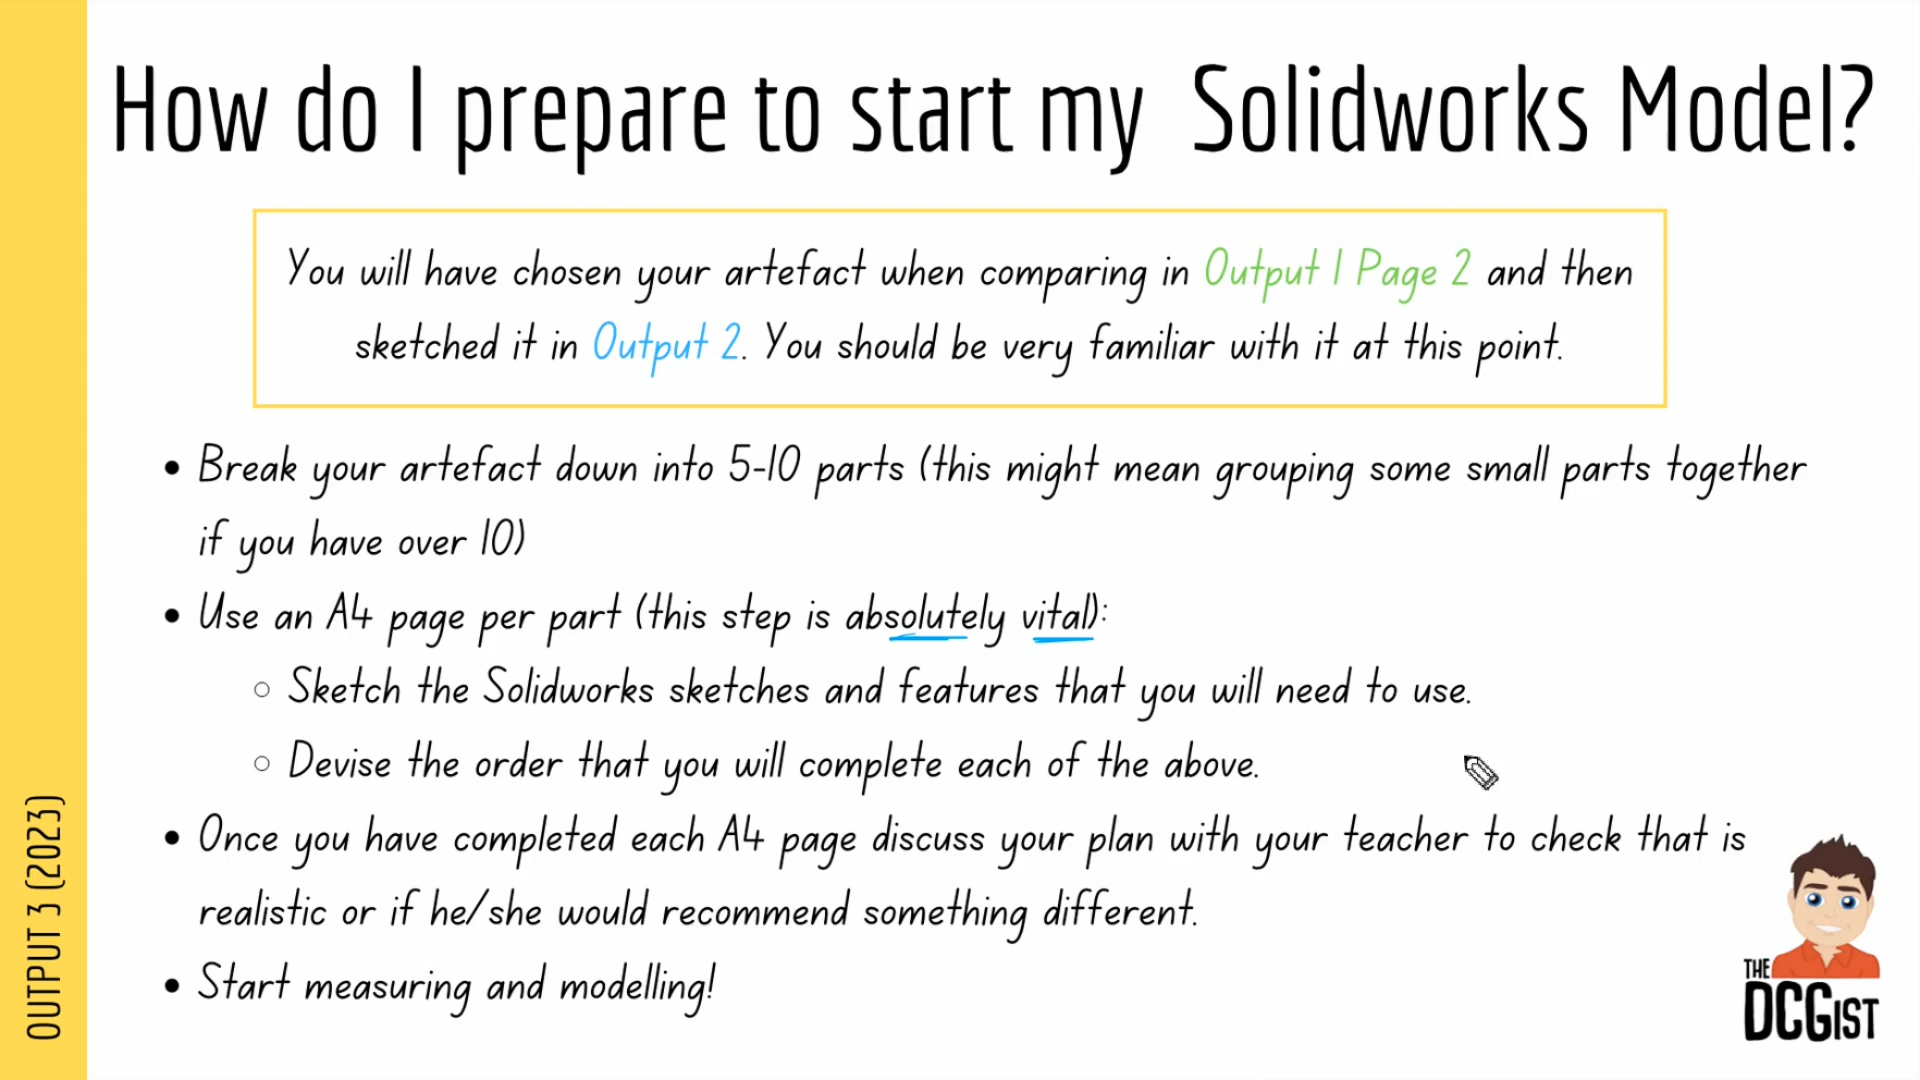 How do I prepare to start my Solidworks Model?
You will have chosen your artefact when comparing in Output 1 Page 2 and then
sketched it in Output 2. You should be very familiar with it at this point.
• Break your artefact down into 5-10 parts (this might mean grouping some small parts together
if you have over 10)
• Use an A4 page per part (this step is absolutely vital):
○ Sketch the Solidworks sketches and features that you will need to use.
○ Devise the order that you will complete each of the above.
• Once you have completed each A4 page discuss your plan with your teacher to check that is
realistic or if he/she would recommend something different.
• Start measuring and modelling!
OUTPUT 3 (2023)
THE
DCGIST